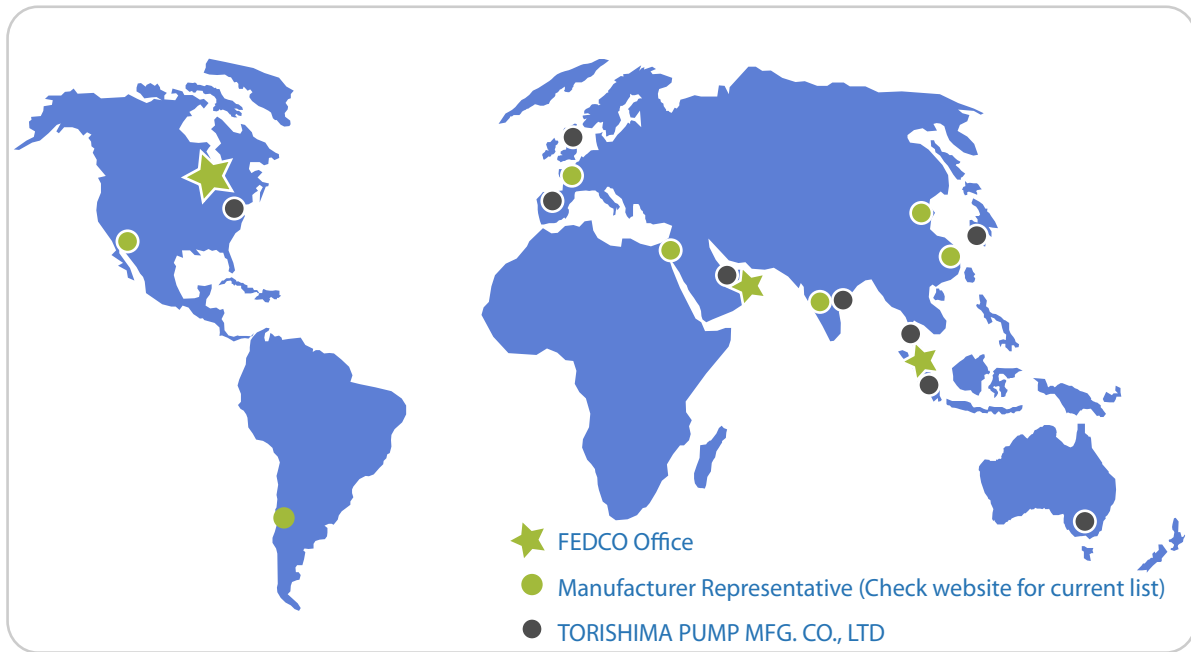 FEDCO Office
Manufacturer Representative (Check website for current list)
TORISHIMA PUMP MFG. CO., LTD